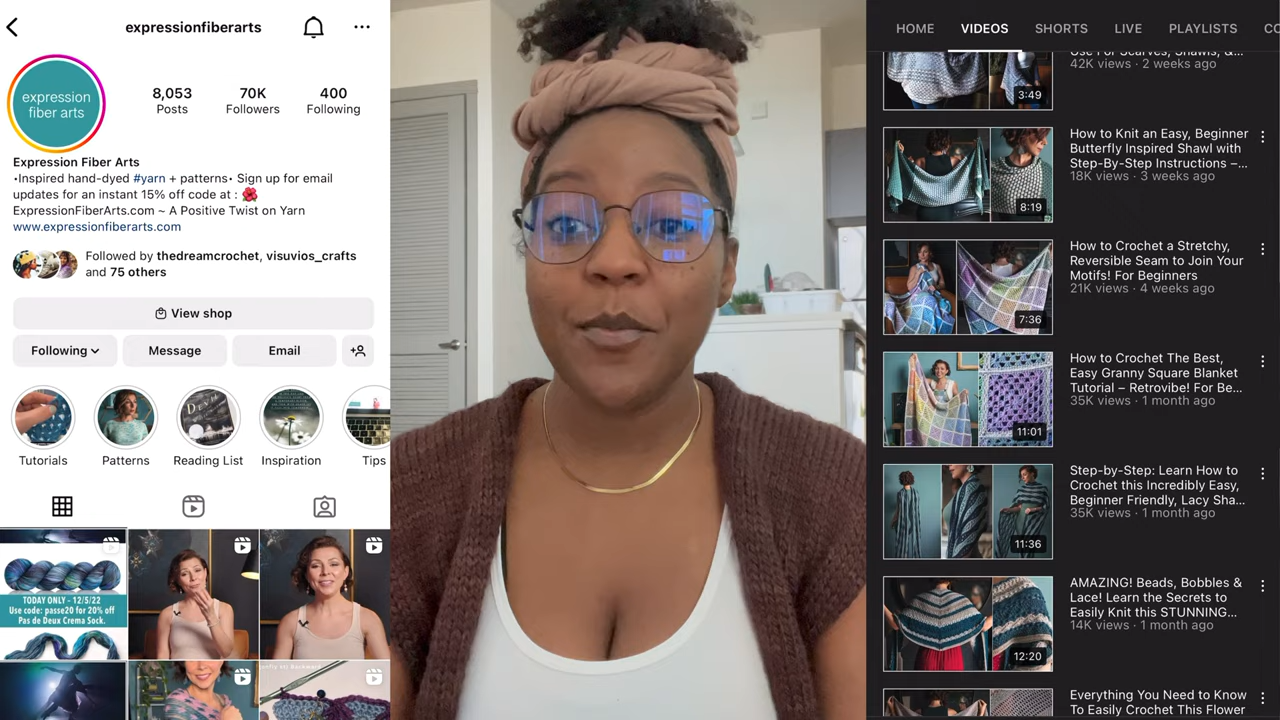 expressionfiberarts
expression
fiber arts
8,053
Posts
70K
Followers
400
Following
Expression Fiber Arts
•Inspired hand-dyed #yarn + patterns• Sign up for email
updates for an instant 15% off code at : 🌺
ExpressionFiberArts.com ~ A Positive Twist on Yarn
www.expressionfiberarts.com
Followed by thedreamcrochet, visuvios_crafts
and 75 others
View shop
Following
Message
Email
DEVIL
Tutorials
Patterns
Reading List
Inspiration
Tips
TODAY ONLY - 12/5/22
Use code: passe20 for 20% off
Pas de Deux Crema Sock.
HOME
VIDEOS
SHORTS
LIVE
PLAYLISTS
CO
Use For Scarves, Shawls, &...
42K views · 2 weeks ago
3:49
How to Knit an Easy, Beginner
Butterfly Inspired Shawl with
Step-By-Step Instructions –...
18K views · 3 weeks ago
8:19
How to Crochet a Stretchy,
Reversible Seam to Join Your
Motifs! For Beginners
21K views · 4 weeks ago
7:36
How to Crochet The Best,
Easy Granny Square Blanket
Tutorial – Retrovibe! For Be...
35K views · 1 month ago
11:01
Step-by-Step: Learn How to
Crochet this Incredibly Easy,
Beginner Friendly, Lacy Sha...
35K views · 1 month ago
11:36
AMAZING! Beads, Bobbles &
Lace! Learn the Secrets to
Easily Knit this STUNNING...
14K views · 1 month ago
12:20
Everything You Need to Know
To Easily Crochet This Flower